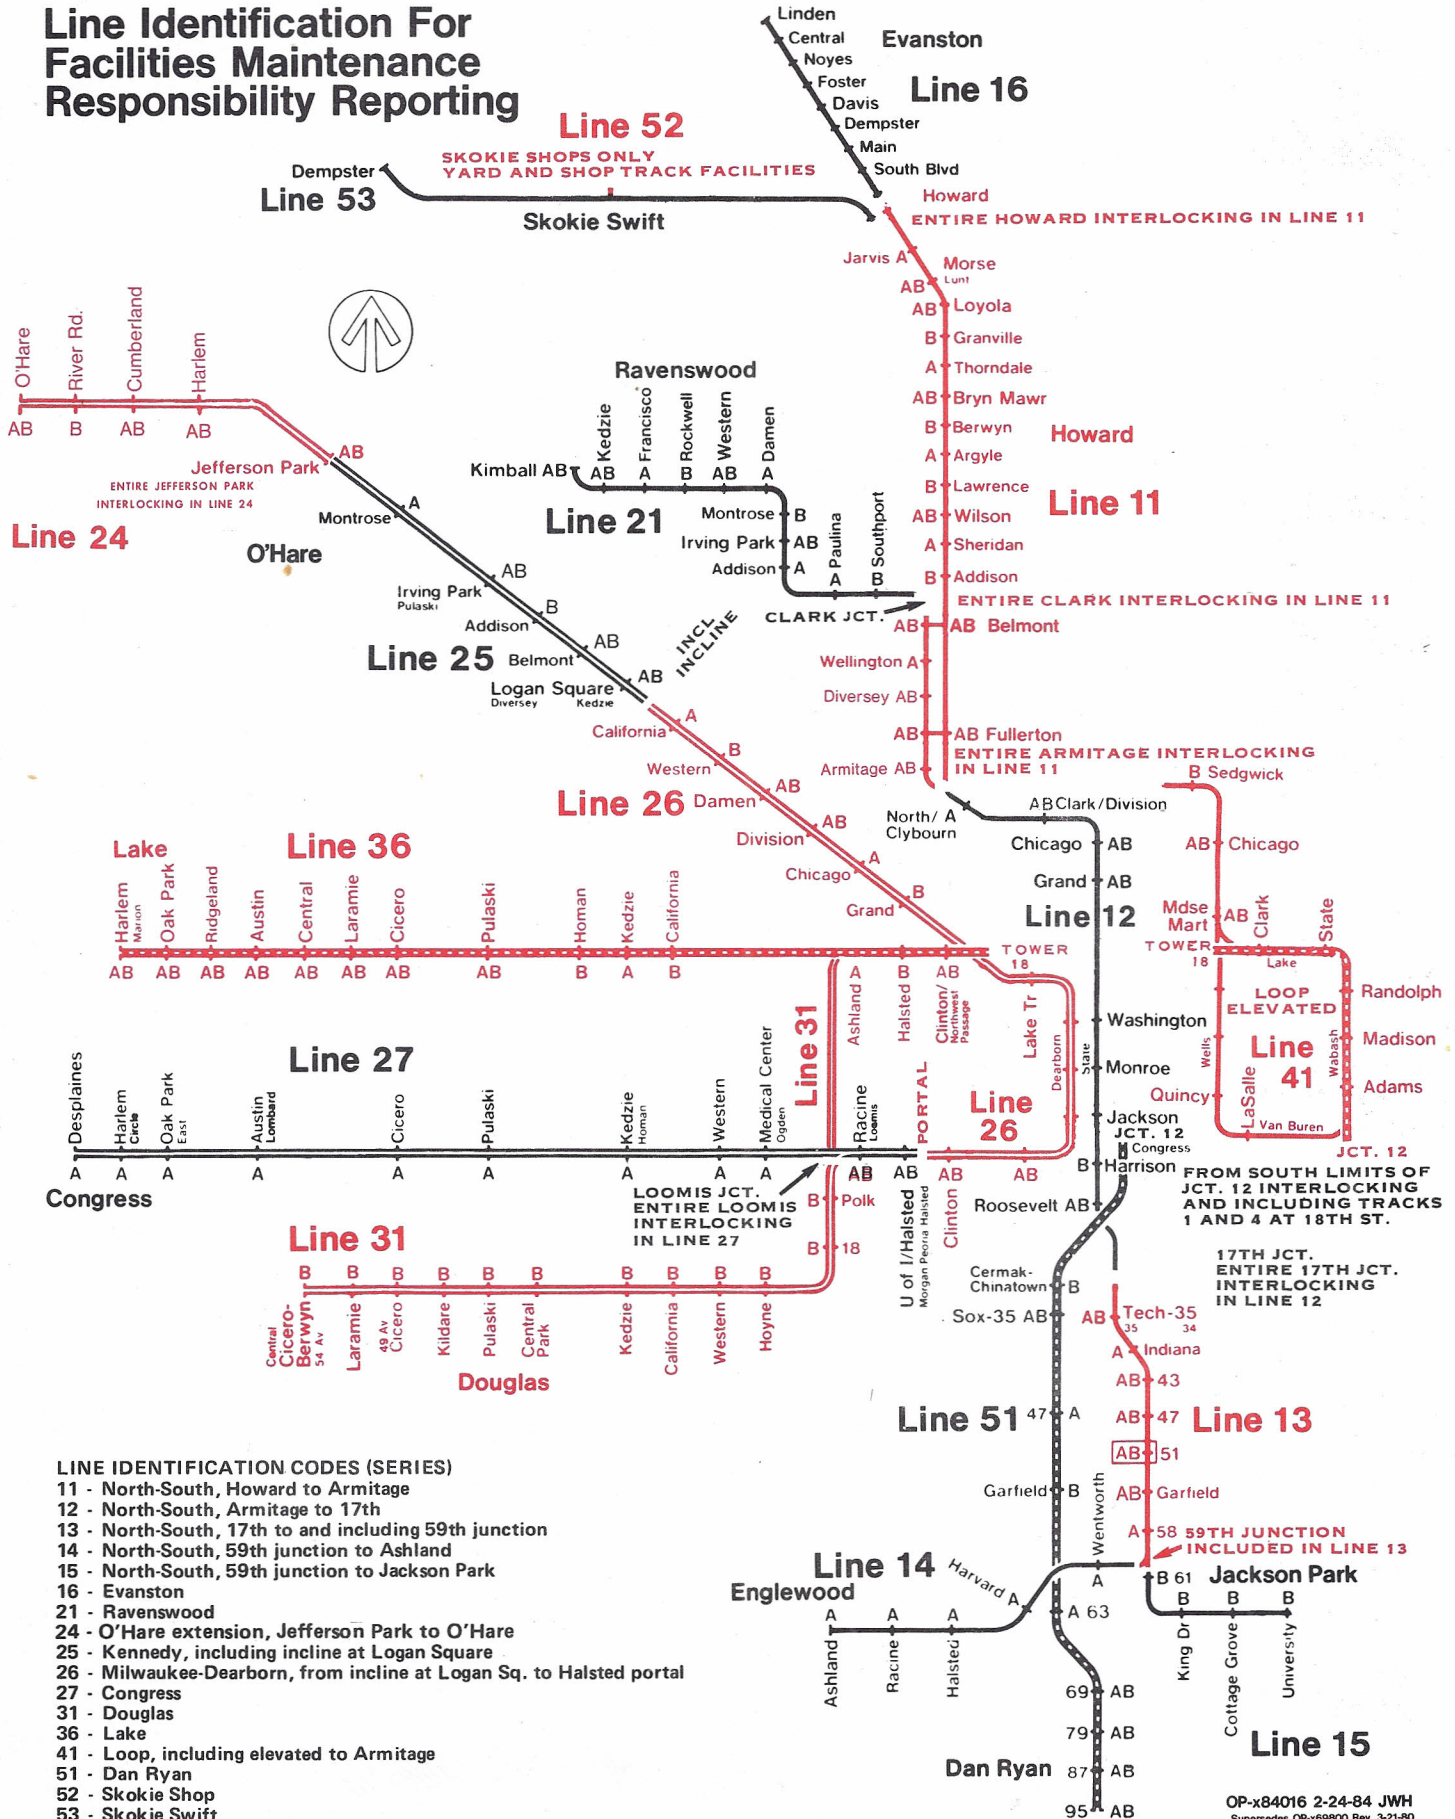 Line Identification For
Facilities Maintenance
Responsibility Reporting
Linden
Central
Noyes
Foster
Davis
Dempster
Main
South Blvd
Evanston
Line 16
Line 52
SKOKIE SHOPS ONLY
YARD AND SHOP TRACK FACILITIES
Dempster
Line 53
Skokie Swift
Howard
ENTIRE HOWARD INTERLOCKING IN LINE 11
Jarvis A
Morse
Lunt
AB
AB Loyola
B Granville
A Thorndale
AB Bryn Mawr
B Berwyn
A Argyle
B Lawrence
AB Wilson
A Sheridan
B Addison
Howard
Line 11
ENTIRE CLARK INTERLOCKING IN LINE 11
CLARK JCT.
AB AB Belmont
Wellington A
Diversey AB
AB AB Fullerton
Armitage AB
ENTIRE ARMITAGE INTERLOCKING
IN LINE 11
O'Hare
River Rd.
Cumberland
Harlem
AB B AB AB
Jefferson Park AB
ENTIRE JEFFERSON PARK
INTERLOCKING IN LINE 24
Line 24
O'Hare
Montrose A
Irving Park AB
Pulaski
Addison B
Belmont AB
Logan Square AB
Diversey Kedzie
Line 25
INCL
INCLINE
Ravenswood
Kimball AB
Kedzie
Francisco
Rockwell
Western
Damen
AB A B AB A
Line 21
Montrose B
Irving Park AB
Addison A
Paulina
A
Southport
B
California A
Western B
Damen AB
Division AB
Chicago A
Grand B
Line 26
North/ A
Clybourn
AB Clark/Division
Chicago AB
Grand AB
Line 12
Washington
Monroe
Jackson
State
JCT. 12
Congress
B Harrison
Roosevelt AB
B Sedgwick
AB Chicago
Mdse
Mart
AB
Clark
State
TOWER
18
Lake
LOOP
ELEVATED
Line
41
Wells
Wabash
Randolph
Madison
Adams
Quincy
LaSalle
Van Buren
JCT. 12
FROM SOUTH LIMITS OF
JCT. 12 INTERLOCKING
AND INCLUDING TRACKS
1 AND 4 AT 18TH ST.
17TH JCT.
ENTIRE 17TH JCT.
INTERLOCKING
IN LINE 12
Lake
Line 36
Harlem
Marion
Oak Park
Ridgeland
Austin
Central
Laramie
Cicero
Pulaski
Homan
Kedzie
California
AB AB AB AB AB AB AB AB B A B
Ashland A
Halsted B
AB
Clinton/
Northwest
Passage
TOWER
18
Lake Tr
Dearborn
Line
26
PORTAL
AB AB
Clinton
Line 31
Line 27
Desplaines
Harlem
Circle
Oak Park
East
Austin
Lombard
Cicero
Pulaski
Kedzie
Homan
Western
Medical Center
Ogden
Racine
Loomis
A A A A A A A A A AB AB
U of I/Halsted
Morgan Peoria Halsted
Congress
LOOMIS JCT.
ENTIRE LOOMIS
INTERLOCKING
IN LINE 27
B Polk
B 18
Line 31
B B B B B B B B B B
Central
Cicero-
Berwyn
54 Av
Laramie
49 Av
Cicero
Kildare
Pulaski
Central
Park
Kedzie
California
Western
Hoyne
Douglas
Cermak-
Chinatown B
Sox-35 AB
Line 51
47 A
Garfield B
A 63
69 AB
79 AB
87 AB
95 AB
Dan Ryan
AB Tech-35
35 34
A Indiana
AB 43
AB 47
AB 51
AB Garfield
A 58
Line 13
59TH JUNCTION
INCLUDED IN LINE 13
Line 14
Englewood
Harvard A
Wentworth
A
A A A
Ashland
Racine
Halsted
B 61
Jackson Park
B B B
King Dr
Cottage Grove
University
Line 15
LINE IDENTIFICATION CODES (SERIES)
11 - North-South, Howard to Armitage
12 - North-South, Armitage to 17th
13 - North-South, 17th to and including 59th junction
14 - North-South, 59th junction to Ashland
15 - North-South, 59th junction to Jackson Park
16 - Evanston
21 - Ravenswood
24 - O'Hare extension, Jefferson Park to O'Hare
25 - Kennedy, including incline at Logan Square
26 - Milwaukee-Dearborn, from incline at Logan Sq. to Halsted portal
27 - Congress
31 - Douglas
36 - Lake
41 - Loop, including elevated to Armitage
51 - Dan Ryan
52 - Skokie Shop
53 - Skokie Swift
OP-x84016 2-24-84 JWH
Supersedes OP-x69800 Rev. 3-21-80